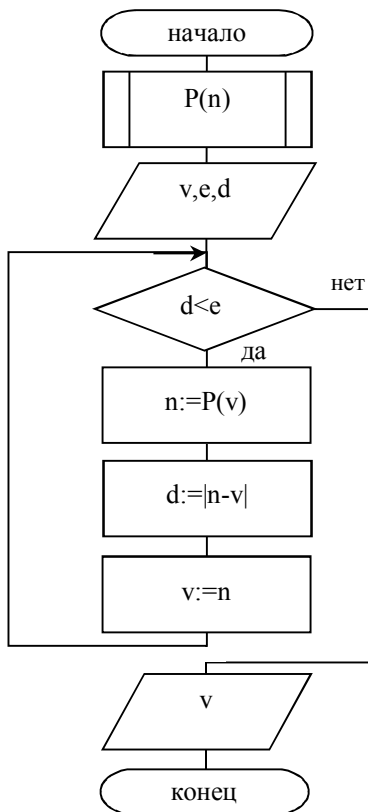 начало
P(n)
v,e,d
d<e
нет
да
n:=P(v)
d:=|n-v|
v:=n
v
конец